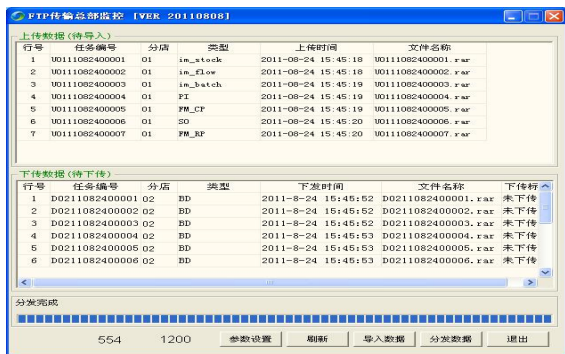 FTP传输总部监控 [VER 20110808]
上传数据(待导入)
行号 任务编号 分店 类型 上传时间 文件名称
1 U0111082400001 01 im_stock 2011-08-24 15:45:18 U0111082400001.rar
2 U0111082400002 01 im_flow 2011-08-24 15:45:18 U0111082400002.rar
3 U0111082400003 01 im_batch 2011-08-24 15:45:19 U0111082400003.rar
4 U0111082400004 01 PI 2011-08-24 15:45:19 U0111082400004.rar
5 U0111082400005 01 FM_CP 2011-08-24 15:45:19 U0111082400005.rar
6 U0111082400006 01 SO 2011-08-24 15:45:20 U0111082400006.rar
7 U0111082400007 01 FM_RP 2011-08-24 15:45:20 U0111082400007.rar
下传数据(待下传)
行号 任务编号 分店 类型 下发时间 文件名称 下传标
1 D0211082400001 02 BD 2011-8-24 15:45:52 D0211082400001.rar 未下传
2 D0211082400002 02 BD 2011-8-24 15:45:52 D0211082400002.rar 未下传
3 D0211082400003 02 BD 2011-8-24 15:45:52 D0211082400003.rar 未下传
4 D0211082400004 02 BD 2011-8-24 15:45:53 D0211082400004.rar 未下传
5 D0211082400005 02 BD 2011-8-24 15:45:53 D0211082400005.rar 未下传
6 D0211082400006 02 BD 2011-8-24 15:45:53 D0211082400006.rar 未下传
分发完成
554 1200 参数设置 刷新 导入数据 分发数据 退出